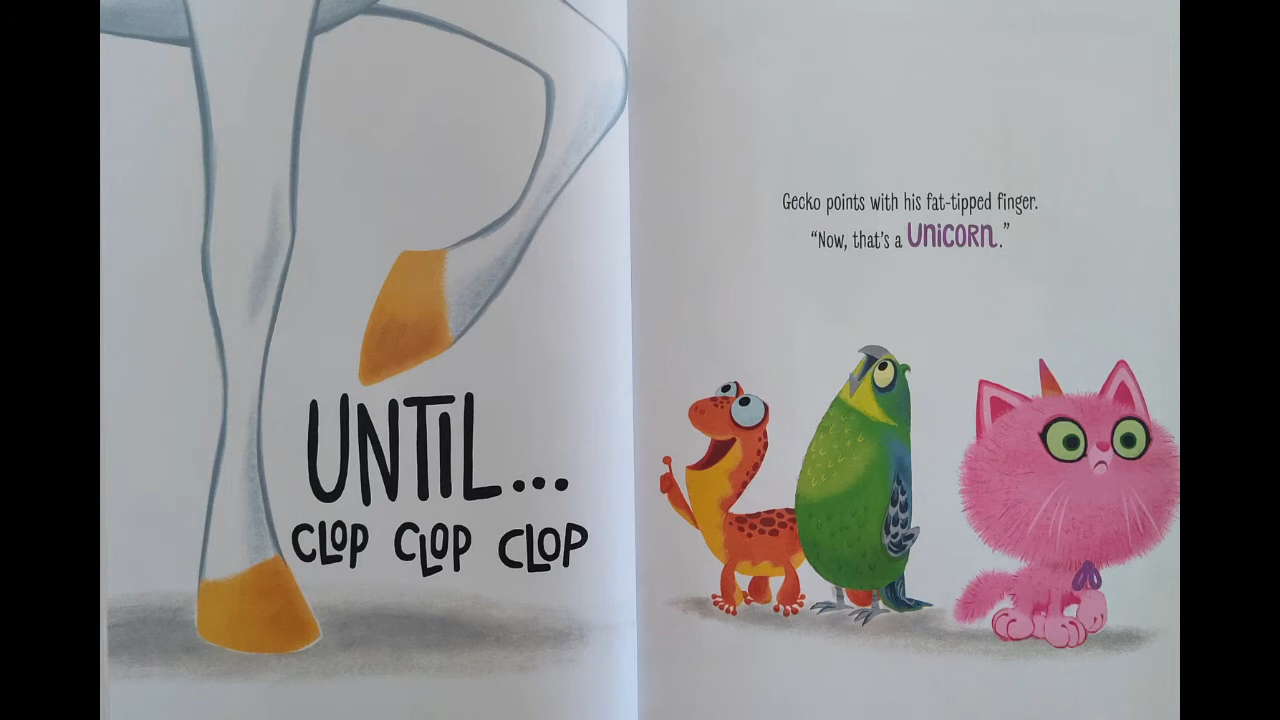 UNTIL...
CLOP CLOP CLOP
Gecko points with his fat-tipped finger.
“Now, that’s a UNiCORN.”